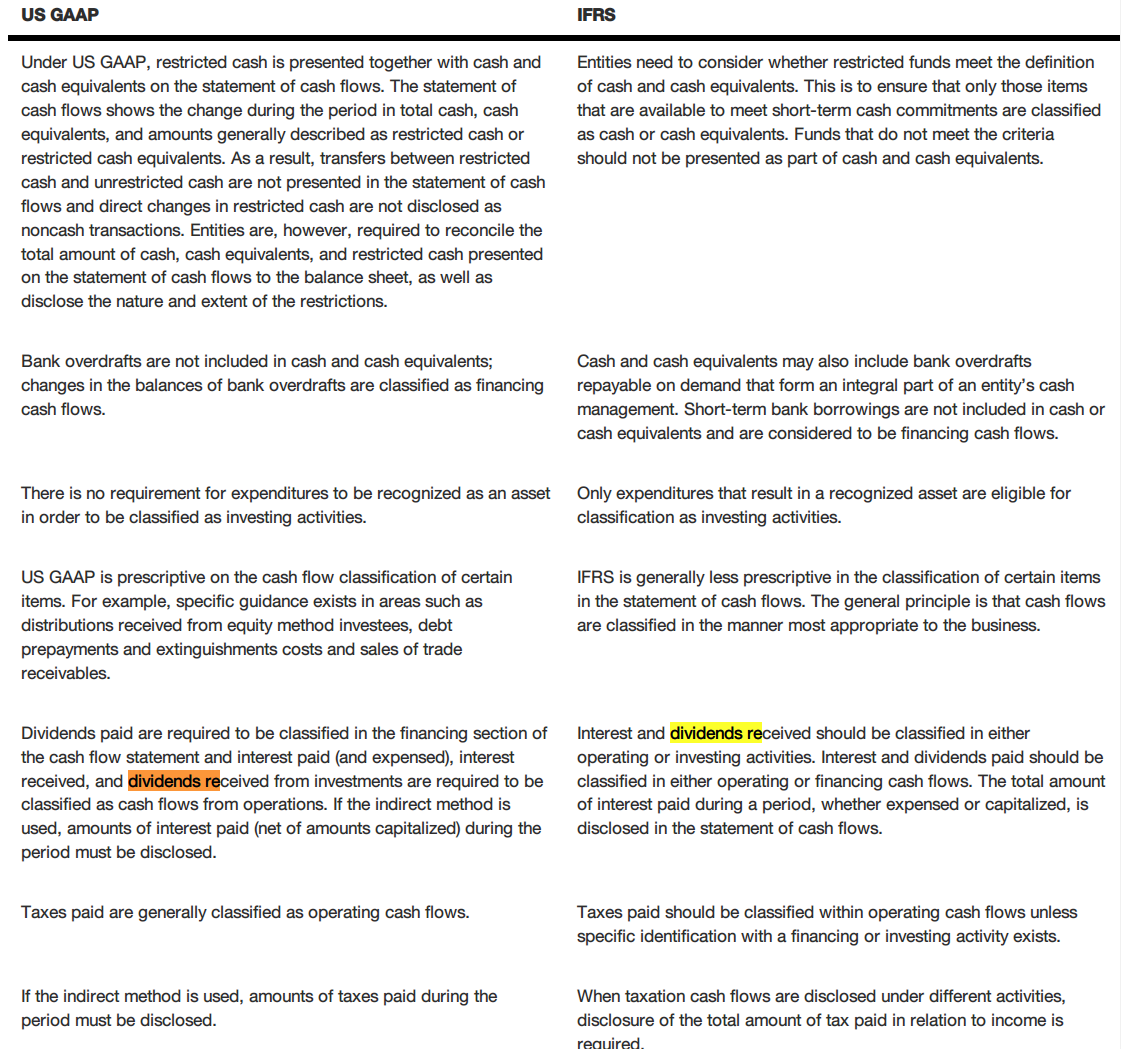 US GAAP
IFRS
Under US GAAP, restricted cash is presented together with cash and
cash equivalents on the statement of cash flows. The statement of
cash flows shows the change during the period in total cash, cash
equivalents, and amounts generally described as restricted cash or
restricted cash equivalents. As a result, transfers between restricted
cash and unrestricted cash are not presented in the statement of cash
flows and direct changes in restricted cash are not disclosed as
noncash transactions. Entities are, however, required to reconcile the
total amount of cash, cash equivalents, and restricted cash presented
on the statement of cash flows to the balance sheet, as well as
disclose the nature and extent of the restrictions.
Entities need to consider whether restricted funds meet the definition
of cash and cash equivalents. This is to ensure that only those items
that are available to meet short-term cash commitments are classified
as cash or cash equivalents. Funds that do not meet the criteria
should not be presented as part of cash and cash equivalents.
Bank overdrafts are not included in cash and cash equivalents;
changes in the balances of bank overdrafts are classified as financing
cash flows.
Cash and cash equivalents may also include bank overdrafts
repayable on demand that form an integral part of an entity’s cash
management. Short-term bank borrowings are not included in cash or
cash equivalents and are considered to be financing cash flows.
There is no requirement for expenditures to be recognized as an asset
in order to be classified as investing activities.
Only expenditures that result in a recognized asset are eligible for
classification as investing activities.
US GAAP is prescriptive on the cash flow classification of certain
items. For example, specific guidance exists in areas such as
distributions received from equity method investees, debt
prepayments and extinguishments costs and sales of trade
receivables.
IFRS is generally less prescriptive in the classification of certain items
in the statement of cash flows. The general principle is that cash flows
are classified in the manner most appropriate to the business.
Dividends paid are required to be classified in the financing section of
the cash flow statement and interest paid (and expensed), interest
received, and dividends received from investments are required to be
classified as cash flows from operations. If the indirect method is
used, amounts of interest paid (net of amounts capitalized) during the
period must be disclosed.
Interest and dividends received should be classified in either
operating or investing activities. Interest and dividends paid should be
classified in either operating or financing cash flows. The total amount
of interest paid during a period, whether expensed or capitalized, is
disclosed in the statement of cash flows.
Taxes paid are generally classified as operating cash flows.
Taxes paid should be classified within operating cash flows unless
specific identification with a financing or investing activity exists.
If the indirect method is used, amounts of taxes paid during the
period must be disclosed.
When taxation cash flows are disclosed under different activities,
disclosure of the total amount of tax paid in relation to income is
required.